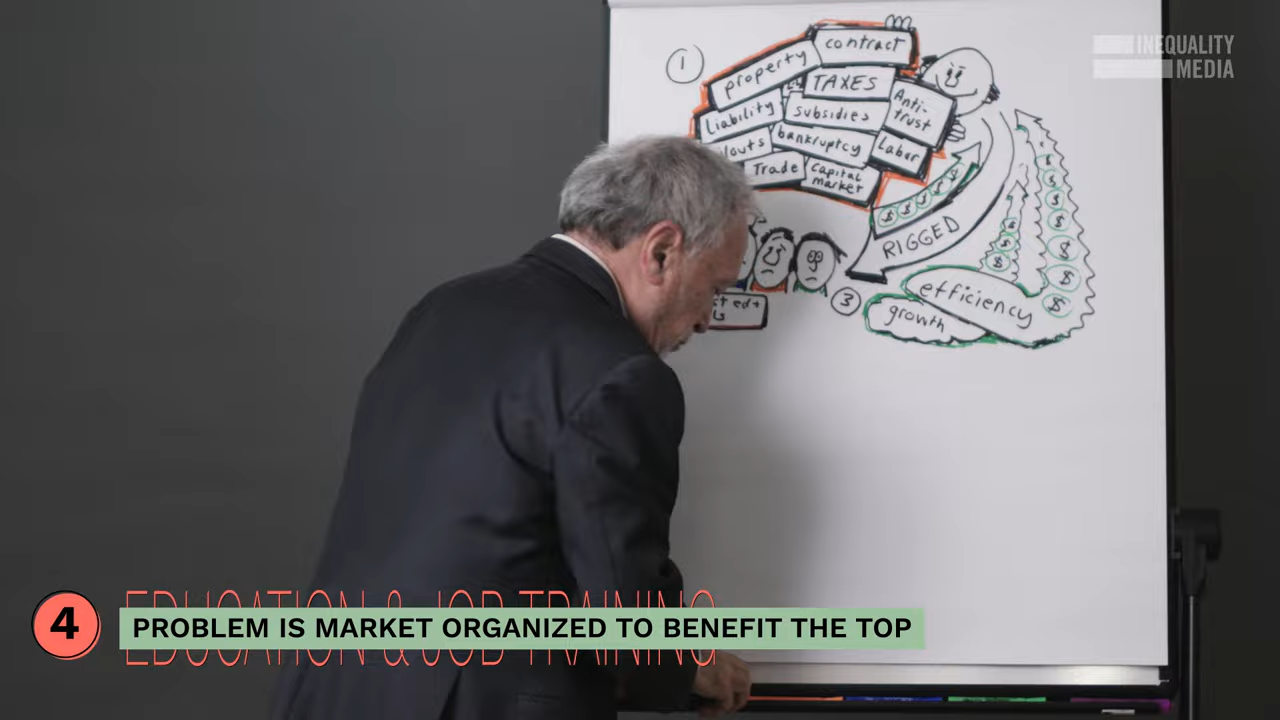 INEQUALITY
MEDIA
1
contract
property
TAXES
Anti-
trust
Liability
subsidies
bankruptcy
Labor
Trade
Capital
market
$ $ $ $ $
RIGGED
$
$
$
$
$
$
$
$
$
3
efficiency
growth
4
EDUCATION & JOB TRAINING
PROBLEM IS MARKET ORGANIZED TO BENEFIT THE TOP